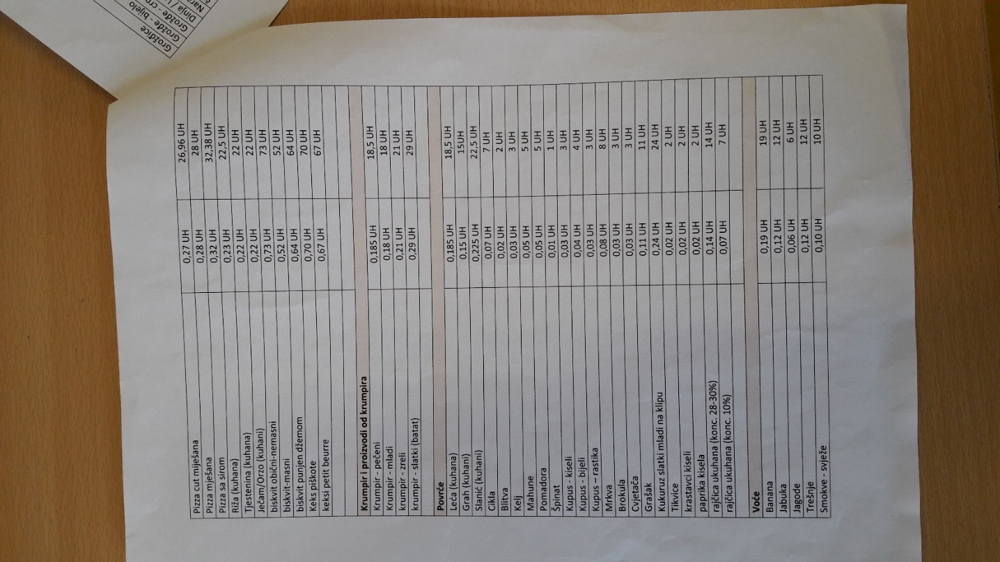 Pizza cut miješana 0,27 UH 26,96 UH
Pizza mješana 0,28 UH 28 UH
Pizza sa sirom 0,32 UH 32,38 UH
Riža (kuhana) 0,23 UH 22,5 UH
Tjestenina (kuhana) 0,22 UH 22 UH
Ječam/Orzo (kuhani) 0,22 UH 22 UH
biskvit obični-nemasni 0,73 UH 73 UH
biskvit-masni 0,52 UH 52 UH
biskvit punjen džemom 0,64 UH 64 UH
Keks piškote 0,70 UH 70 UH
keksi petit beurre 0,67 UH 67 UH
Krumpir i proizvodi od krumpira
Krumpir - pečeni 0,185 UH 18,5 UH
Krumpir - mladi 0,18 UH 18 UH
krumpir - zreli 0,21 UH 21 UH
krumpir - slatki (batat) 0,29 UH 29 UH
Povrće
Leća (kuhana) 0,185 UH 18,5 UH
Grah (kuhani) 0,15 UH 15UH
Slanić (kuhani) 0,225 UH 22,5 UH
Cikla 0,07 UH 7 UH
Blitva 0,02 UH 2 UH
Kelj 0,03 UH 3 UH
Mahune 0,05 UH 5 UH
Pomadora 0,05 UH 5 UH
Špinat 0,01 UH 1 UH
Kupus - kiseli 0,03 UH 3 UH
Kupus - bijeli 0,04 UH 4 UH
Kupus – rastika 0,03 UH 3 UH
Mrkva 0,08 UH 8 UH
Brokula 0,03 UH 3 UH
Cvjetača 0,03 UH 3 UH
Grašak 0,11 UH 11 UH
Kukuruz slatki mladi na klipu 0,24 UH 24 UH
Tikvice 0,02 UH 2 UH
krastavci kiseli 0,02 UH 2 UH
paprika kisela 0,02 UH 2 UH
rajčica ukuhana (konc. 28-30%) 0,14 UH 14 UH
rajčica ukuhana (konc. 10%) 0,07 UH 7 UH
Voće
Banana 0,19 UH 19 UH
Jabuka 0,12 UH 12 UH
Jagode 0,06 UH 6 UH
Trešnje 0,12 UH 12 UH
Smokve - svježe 0,10 UH 10 UH
Grožđice
Grožđe - bijelo
Grožđe - crn
Dinja /